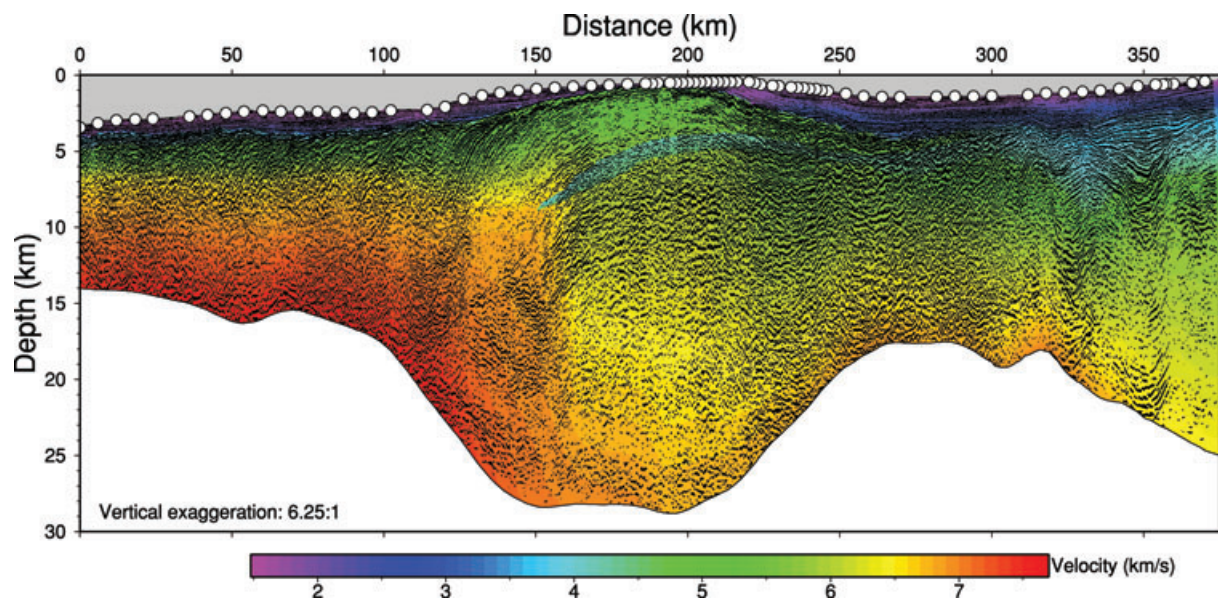 Distance (km)
0 50 100 150 200 250 300 350
Depth (km)
0
5
10
15
20
25
30
Vertical exaggeration: 6.25:1
2 3 4 5 6 7
Velocity (km/s)